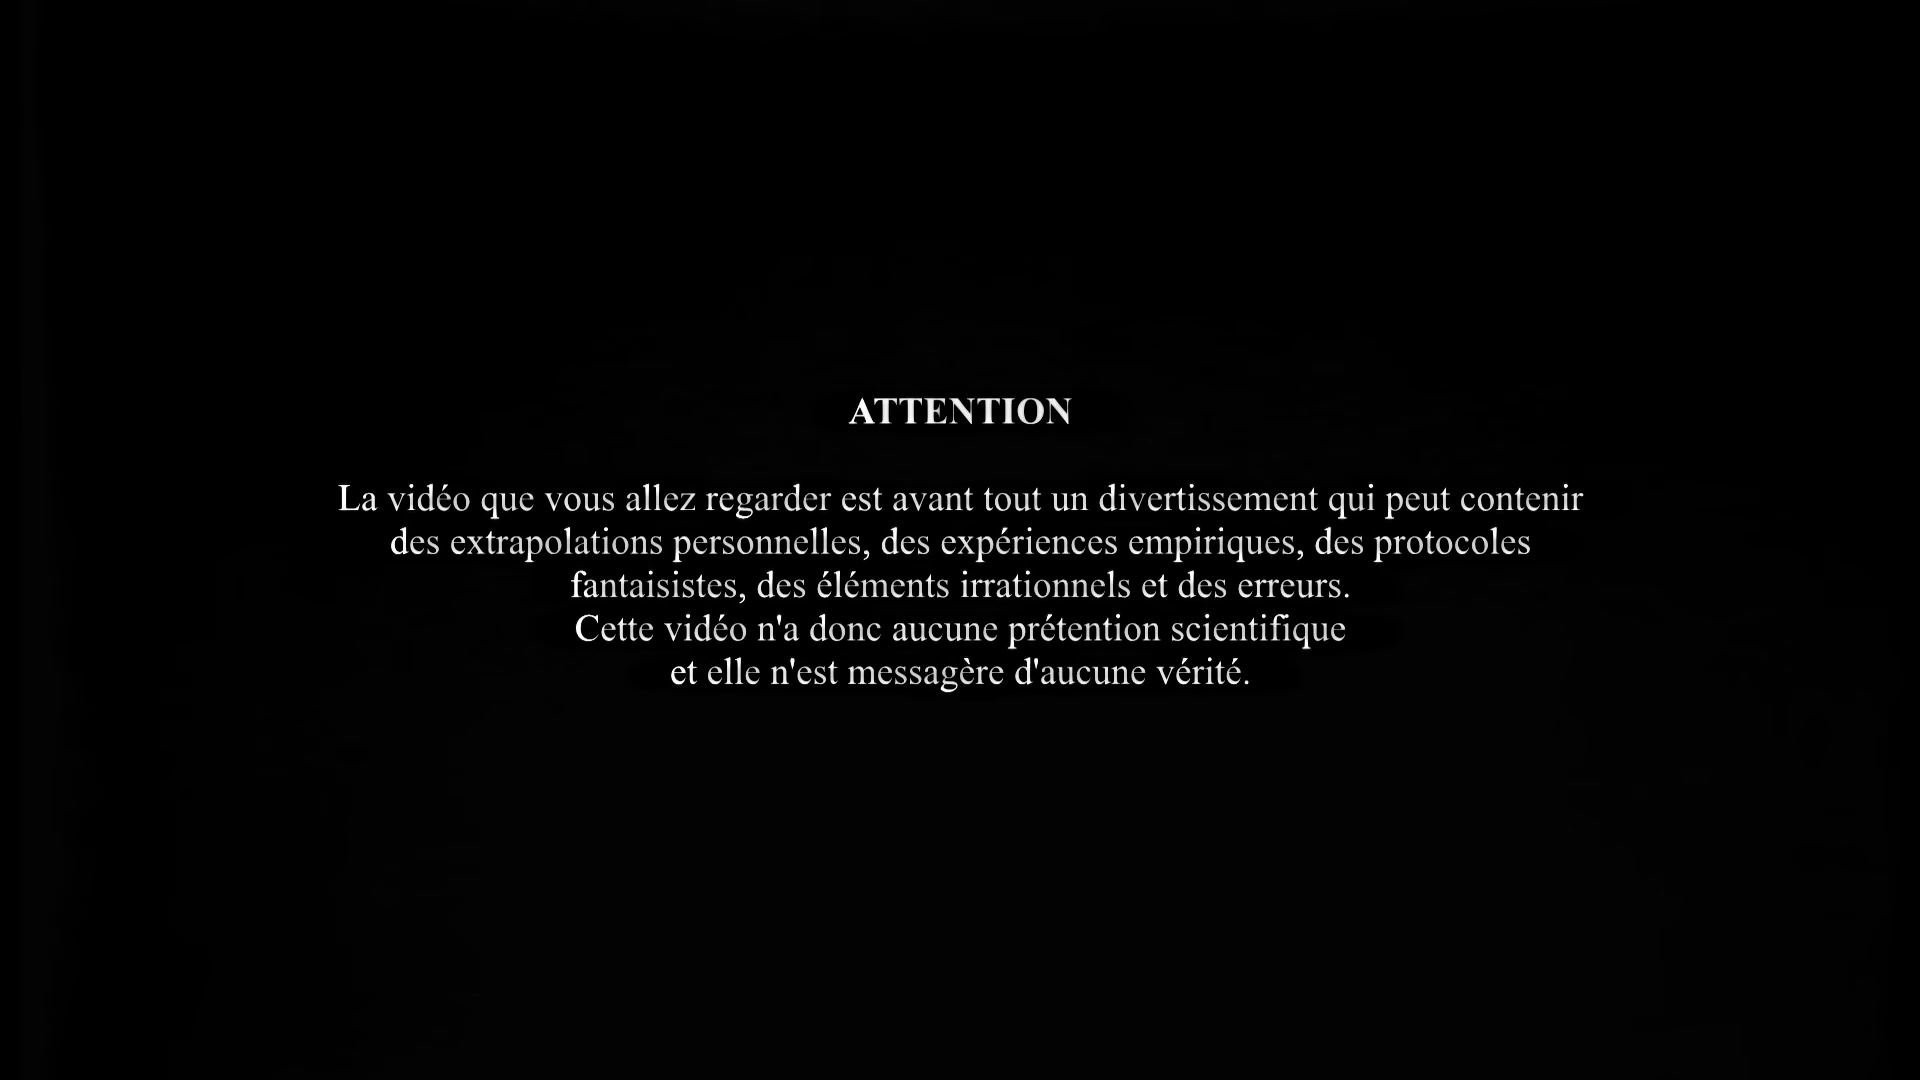 ATTENTION
La vidéo que vous allez regarder est avant tout un divertissement qui peut contenir
des extrapolations personnelles, des expériences empiriques, des protocoles
fantaisistes, des éléments irrationnels et des erreurs.
Cette vidéo n'a donc aucune prétention scientifique
et elle n'est messagère d'aucune vérité.